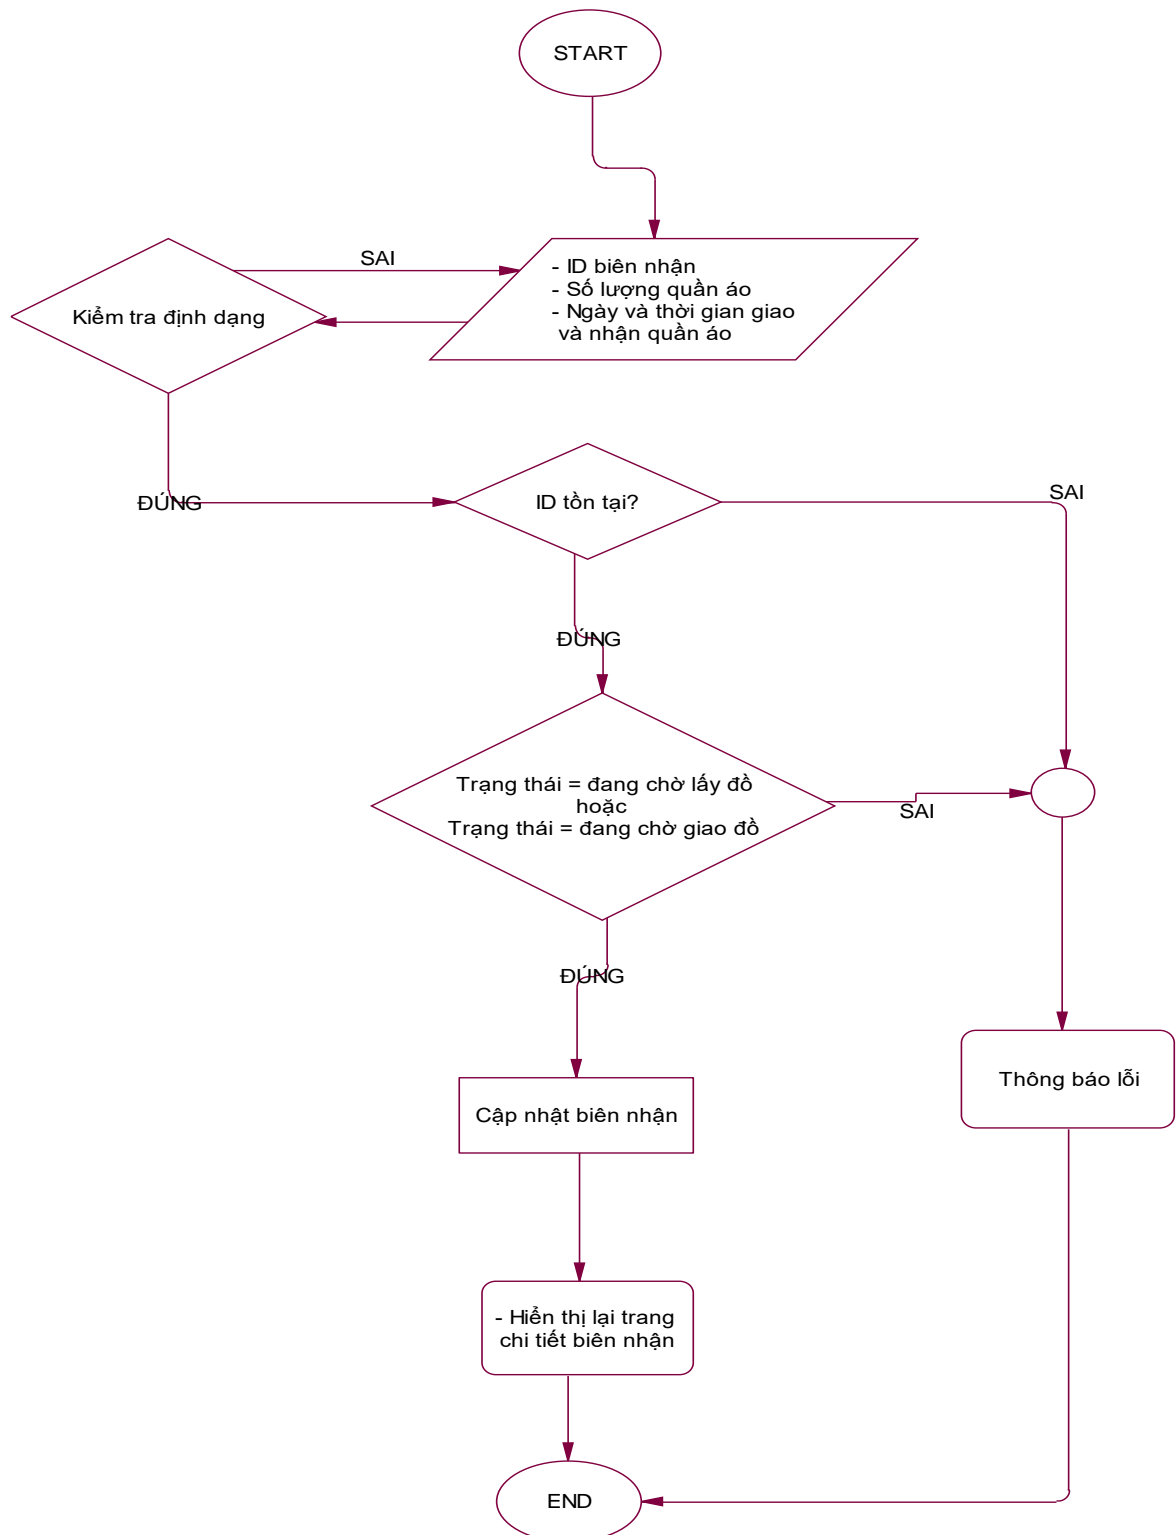 START
SAI
- ID biên nhận
- Số lượng quần áo
- Ngày và thời gian giao
và nhận quần áo
Kiểm tra định dạng
ĐÚNG
ID tồn tại?
SAI
ĐÚNG
Trạng thái = đang chờ lấy đồ
hoặc
Trạng thái = đang chờ giao đồ
SAI
ĐÚNG
Thông báo lỗi
Cập nhật biên nhận
- Hiển thị lại trang
chi tiết biên nhận
END